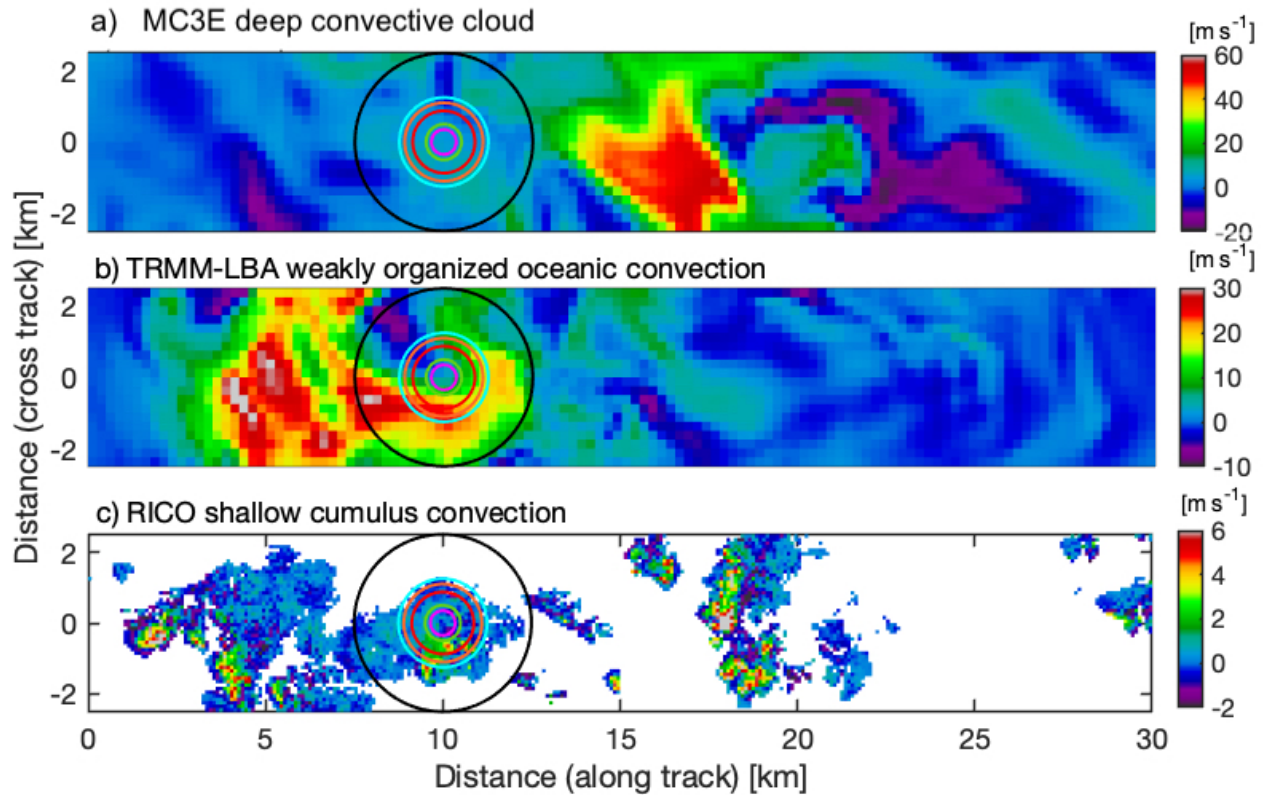 a) MC3E deep convective cloud
[m s-1]
2
0
-2
60
40
20
0
-20
b) TRMM-LBA weakly organized oceanic convection
[m s-1]
2
0
-2
30
20
10
0
-10
Distance (cross track) [km]
c) RICO shallow cumulus convection
[m s-1]
2
0
-2
6
4
2
0
-2
0 5 10 15 20 25 30
Distance (along track) [km]